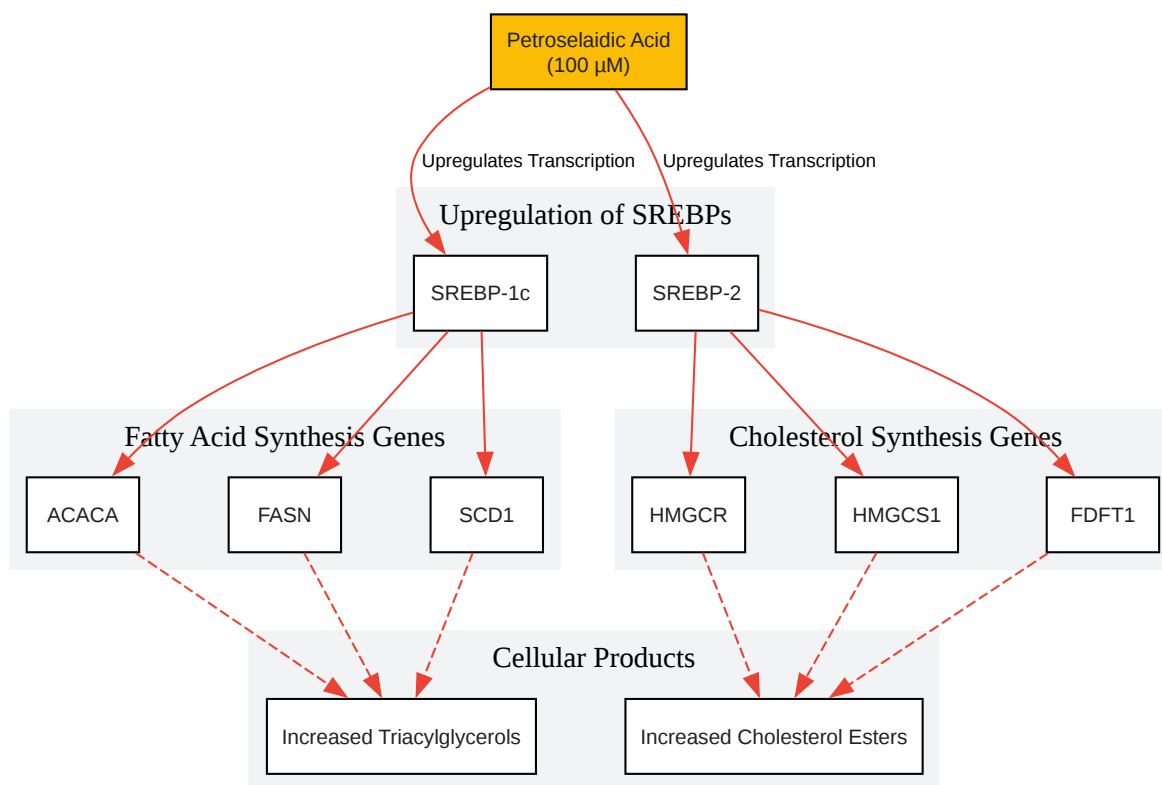 Petroselaidic Acid
(100 µM)
Upregulates Transcription
Upregulates Transcription
Upregulation of SREBPs
SREBP-1c
SREBP-2
Fatty Acid Synthesis Genes
Cholesterol Synthesis Genes
ACACA
FASN
SCD1
HMGCR
HMGCS1
FDFT1
Cellular Products
Increased Triacylglycerols
Increased Cholesterol Esters